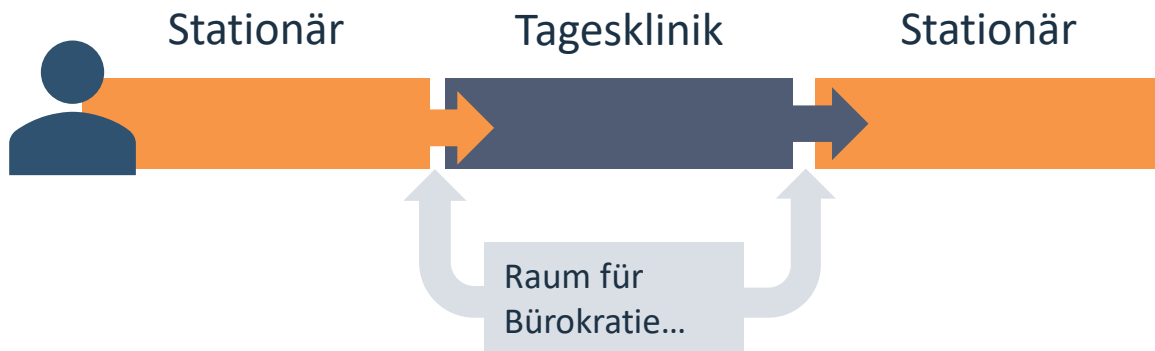 Stationär
Tagesklinik
Stationär
Raum für
Bürokratie...